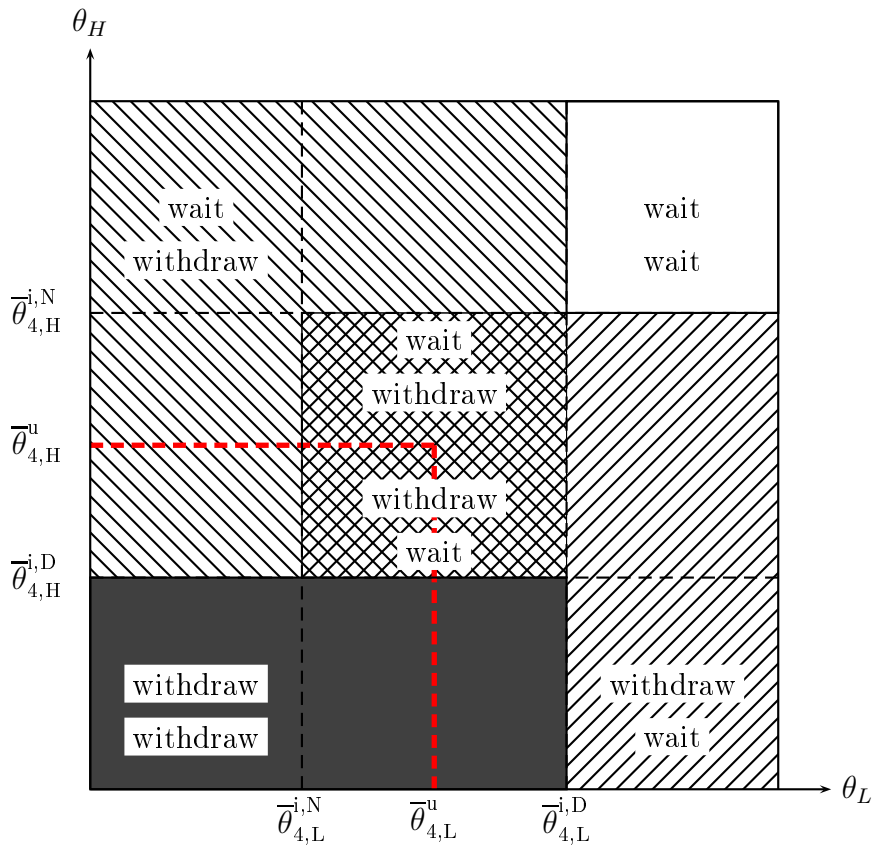 θ_H
wait
withdraw
wait
wait
θ̅_{4,H}^{i,N}
wait
withdraw
θ̅_{4,H}^{u}
withdraw
wait
θ̅_{4,H}^{i,D}
withdraw
withdraw
withdraw
wait
θ_L
θ̅_{4,L}^{i,N}
θ̅_{4,L}^{u}
θ̅_{4,L}^{i,D}